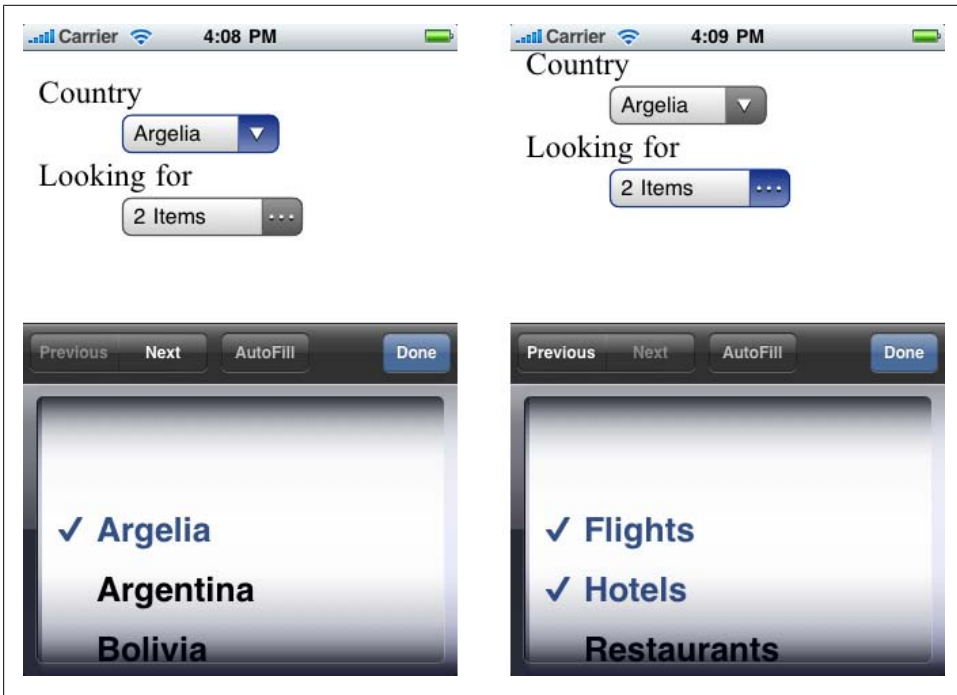 Carrier 4:08 PM
Country
Argelia
Looking for
2 Items ...
Previous Next AutoFill Done
✓ Argelia
Argentina
Bolivia
Carrier 4:09 PM
Country
Argelia
Looking for
2 Items ...
Previous Next AutoFill Done
✓ Flights
✓ Hotels
Restaurants